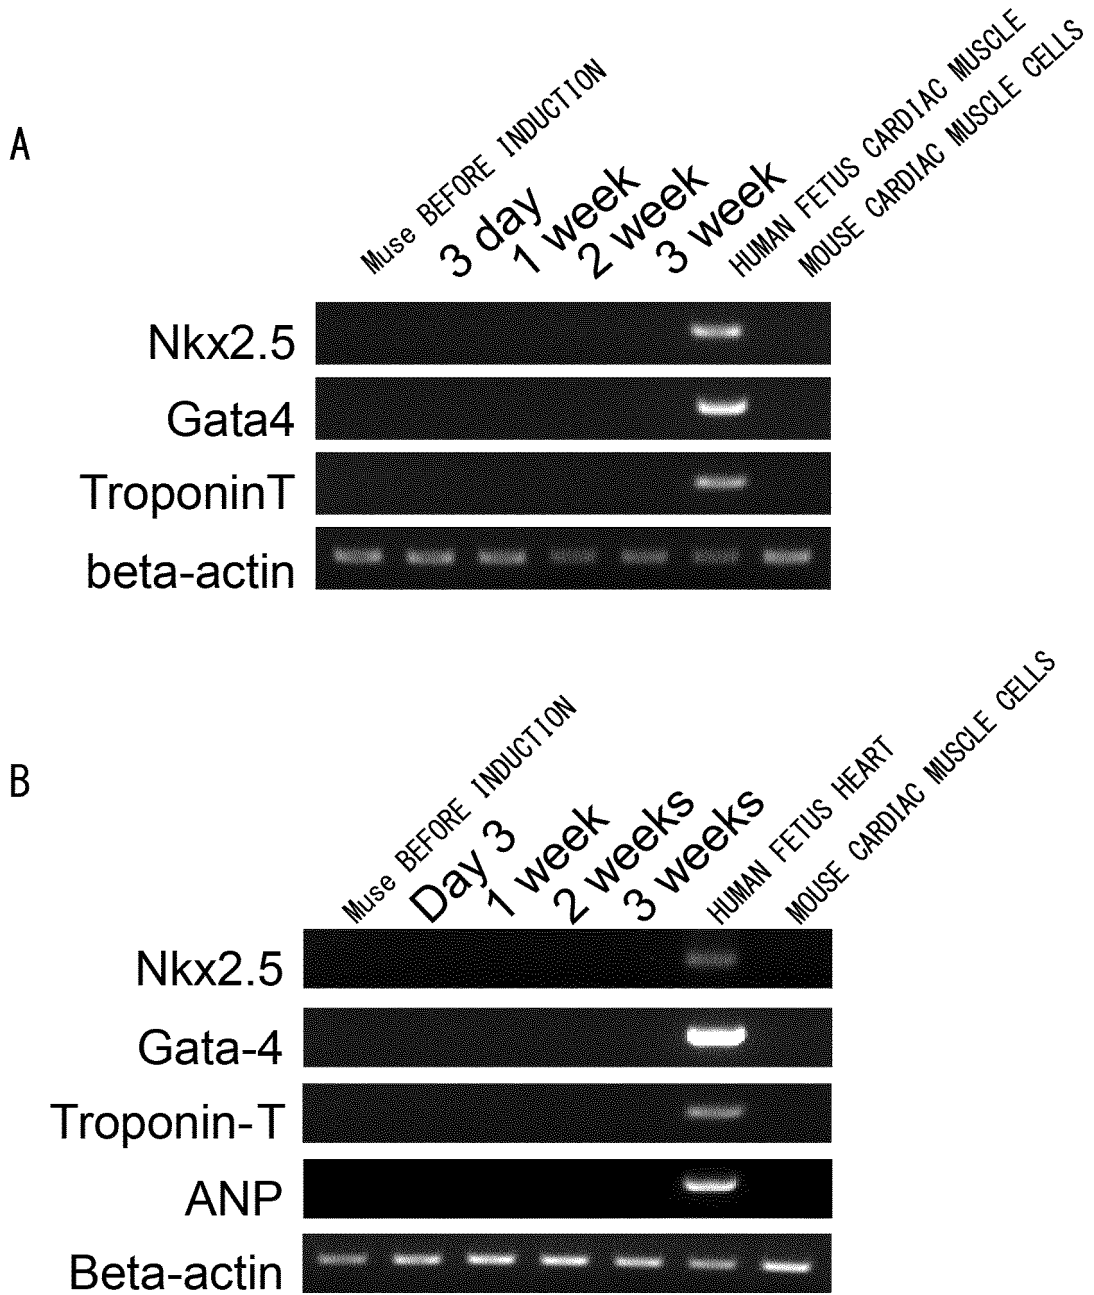 A
Muse BEFORE INDUCTION
3 day
1 week
2 week
3 week
HUMAN FETUS CARDIAC MUSCLE
MOUSE CARDIAC MUSCLE CELLS
Nkx2.5
Gata4
TroponinT
beta-actin
B
Muse BEFORE INDUCTION
Day 3
1 week
2 weeks
3 weeks
HUMAN FETUS HEART
MOUSE CARDIAC MUSCLE CELLS
Nkx2.5
Gata-4
Troponin-T
ANP
Beta-actin